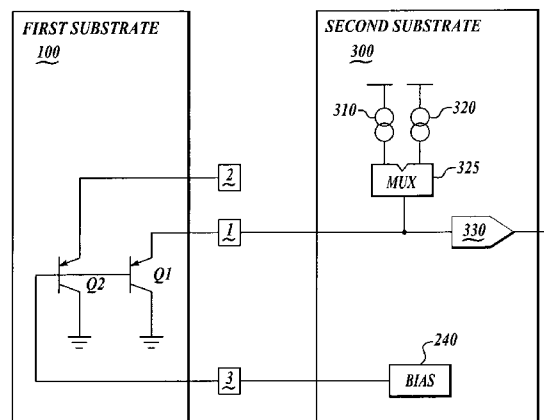 FIRST SUBSTRATE
100
SECOND SUBSTRATE
300
310
320
325
MUX
2
1
330
Q2
Q1
240
3
BIAS